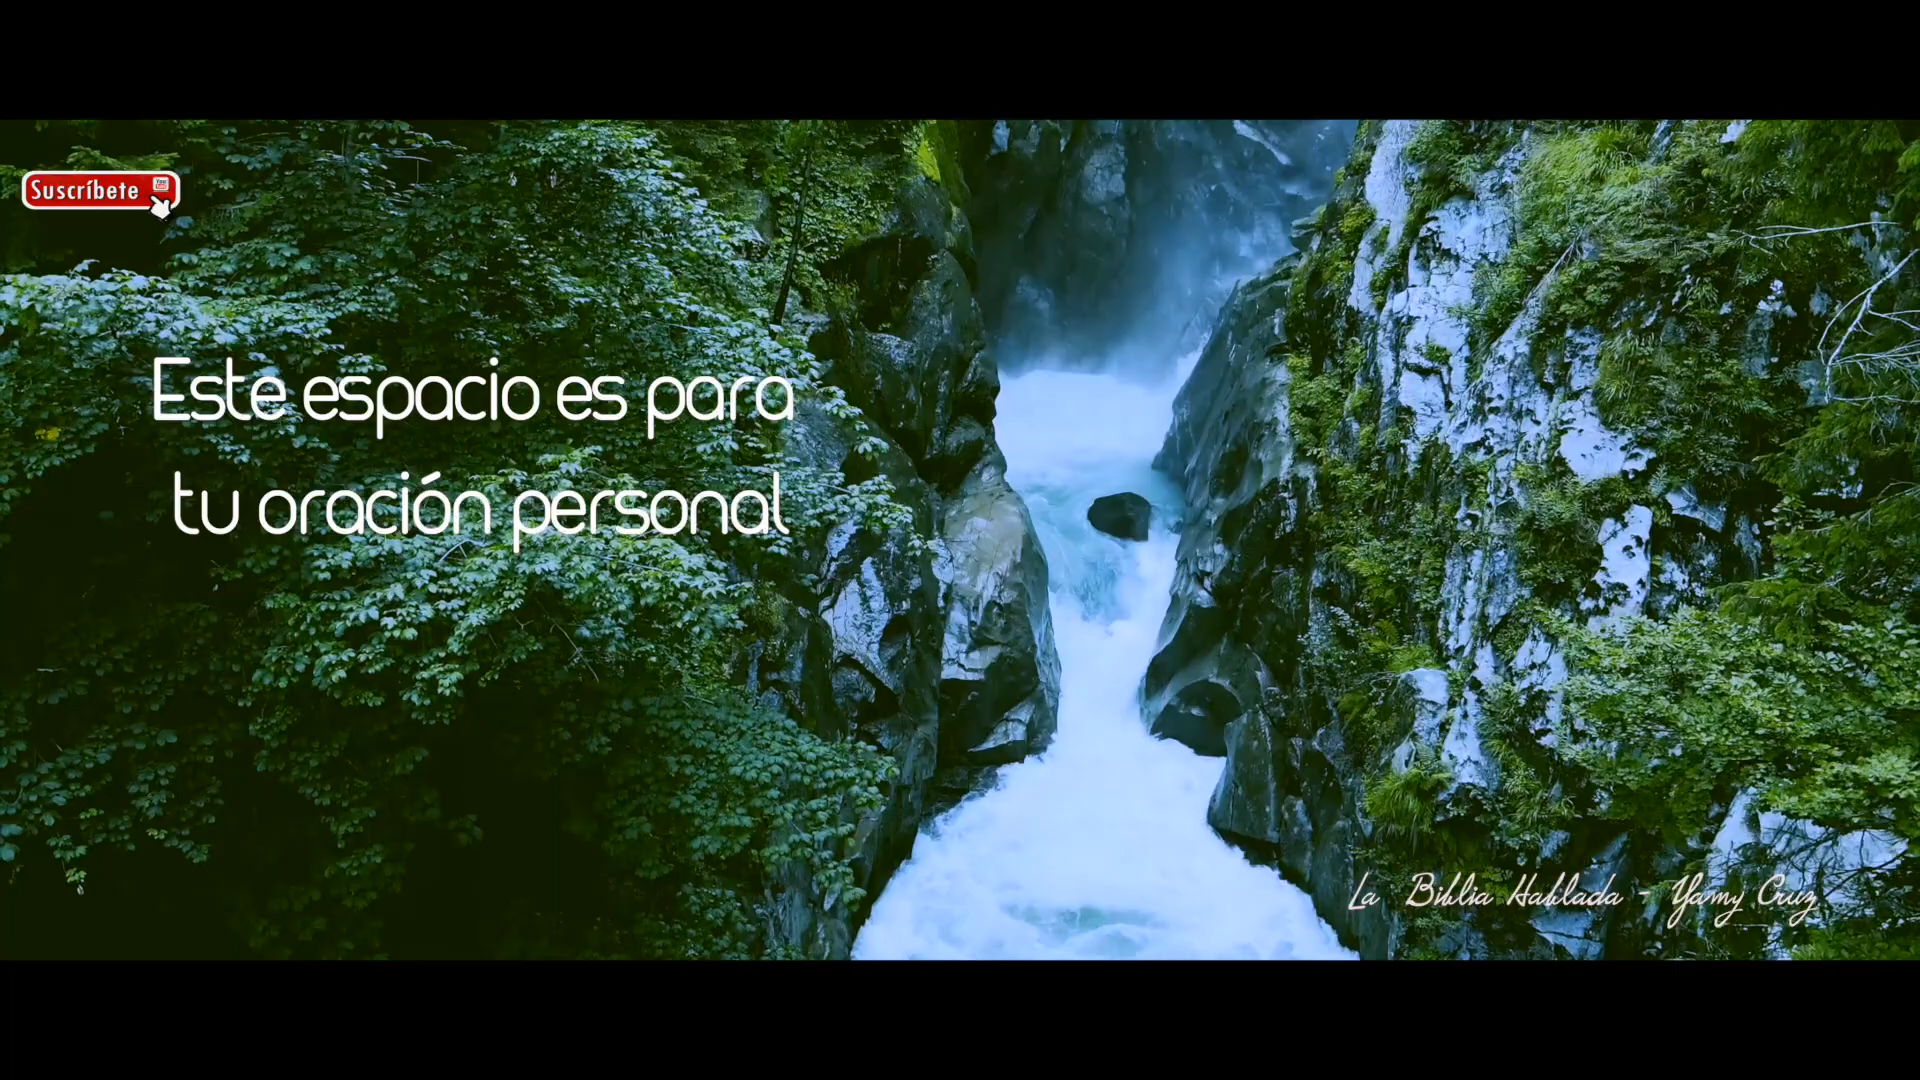 Suscríbete
Este espacio es para
tu oración personal
La Biblia Hablada - Yamy Cruz